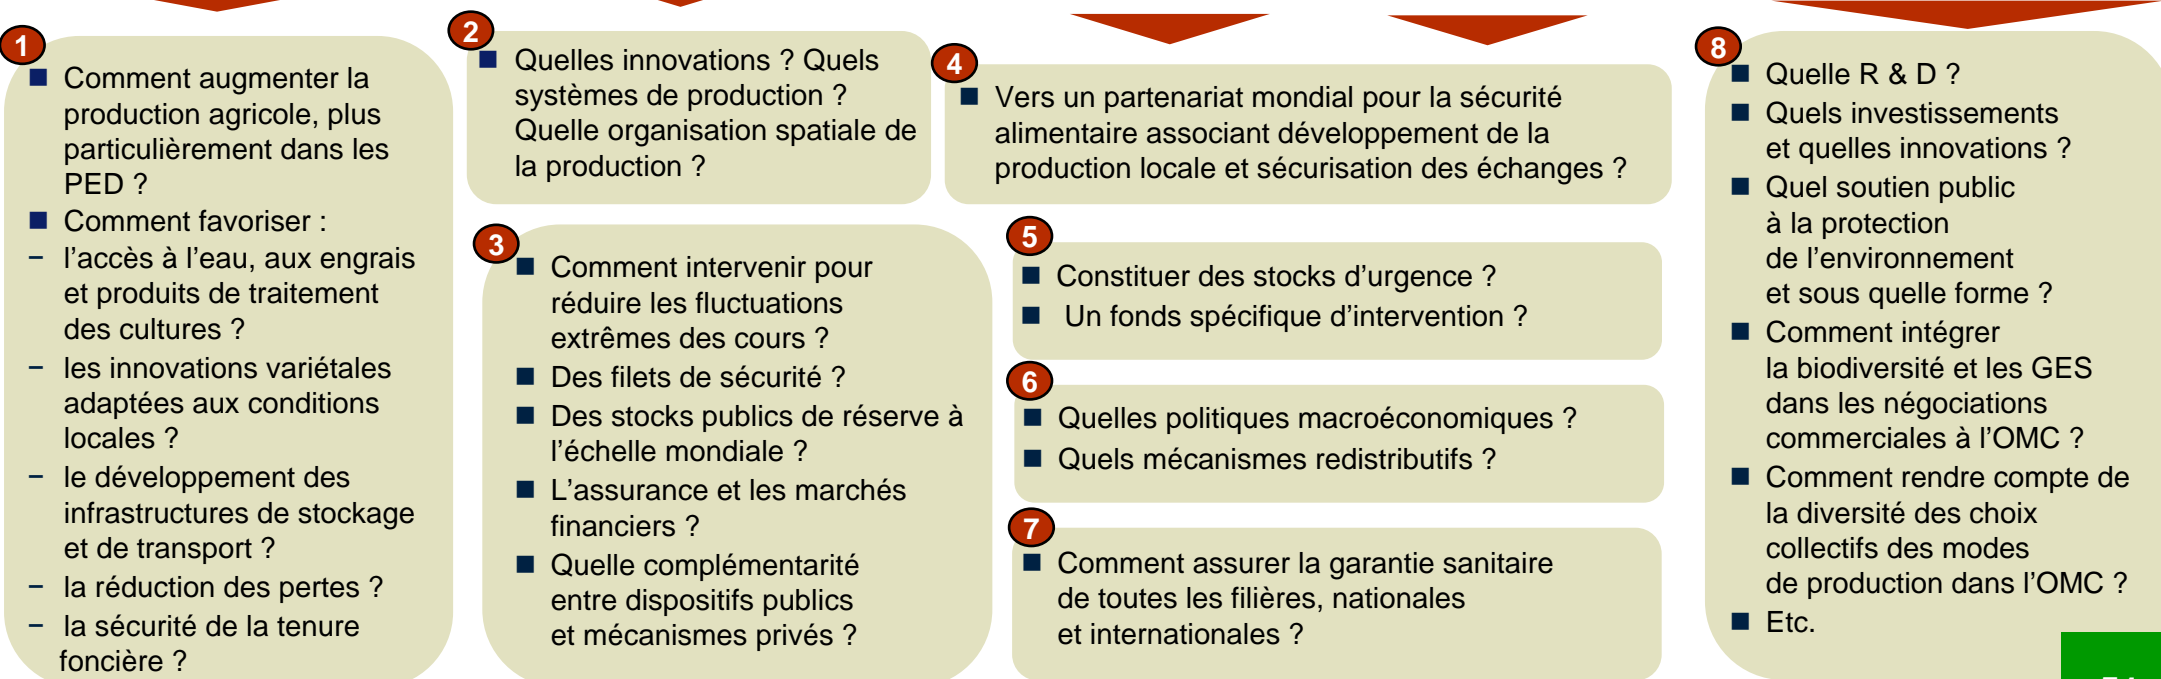 1
■ Comment augmenter la
production agricole, plus
particulièrement dans les
PED ?
■ Comment favoriser :
− l’accès à l’eau, aux engrais
et produits de traitement
des cultures ?
− les innovations variétales
adaptées aux conditions
locales ?
− le développement des
infrastructures de stockage
et de transport ?
− la réduction des pertes ?
− la sécurité de la tenure
foncière ?
2
■ Quelles innovations ? Quels
systèmes de production ?
Quelle organisation spatiale de
la production ?
3
■ Comment intervenir pour
réduire les fluctuations
extrêmes des cours ?
■ Des filets de sécurité ?
■ Des stocks publics de réserve à
l’échelle mondiale ?
■ L’assurance et les marchés
financiers ?
■ Quelle complémentarité
entre dispositifs publics
et mécanismes privés ?
4
■ Vers un partenariat mondial pour la sécurité
alimentaire associant développement de la
production locale et sécurisation des échanges ?
5
■ Constituer des stocks d’urgence ?
■ Un fonds spécifique d’intervention ?
6
■ Quelles politiques macroéconomiques ?
■ Quels mécanismes redistributifs ?
7
■ Comment assurer la garantie sanitaire
de toutes les filières, nationales
et internationales ?
8
■ Quelle R & D ?
■ Quels investissements
et quelles innovations ?
■ Quel soutien public
à la protection
de l’environnement
et sous quelle forme ?
■ Comment intégrer
la biodiversité et les GES
dans les négociations
commerciales à l’OMC ?
■ Comment rendre compte de
la diversité des choix
collectifs des modes
de production dans l’OMC ?
■ Etc.